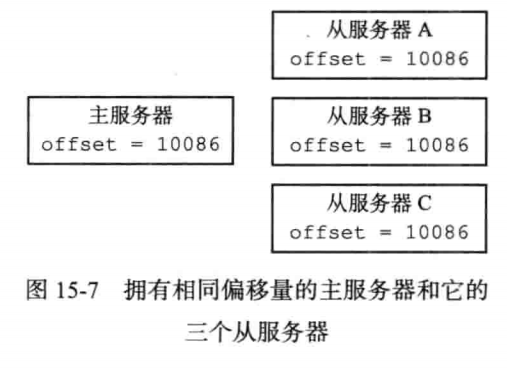 从服务器 A
offset = 10086
主服务器
offset = 10086
从服务器 B
offset = 10086
从服务器 C
offset = 10086
图 15-7 拥有相同偏移量的主服务器和它的
三个从服务器